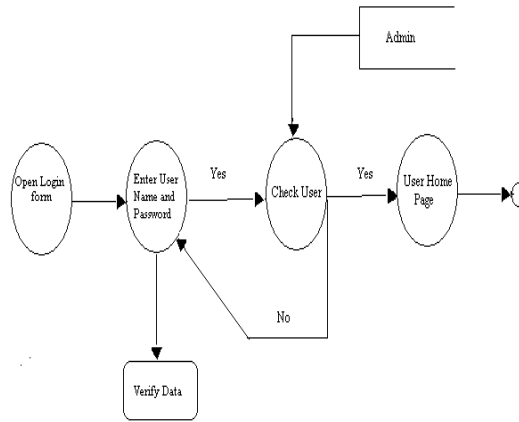 Admin
Open Login
form
Enter User
Name and
Password
Yes
Check User
Yes
User Home
Page
No
Verify Data